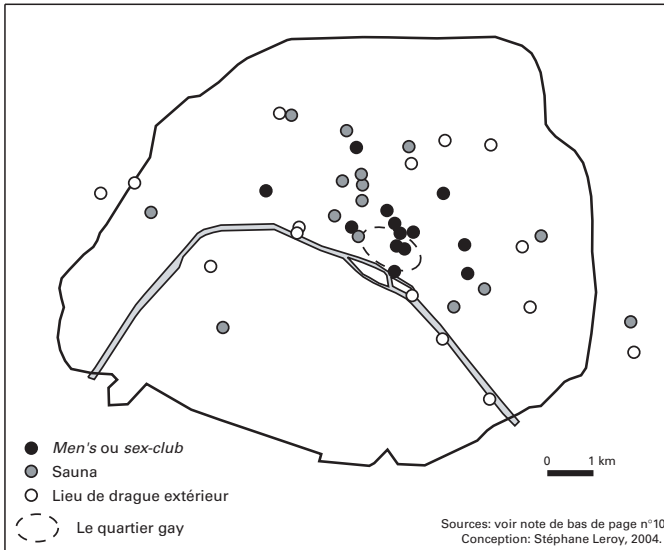 Men's ou sex-club
Sauna
Lieu de drague extérieur
Le quartier gay
0 1 km
Sources: voir note de bas de page n°10
Conception: Stéphane Leroy, 2004.